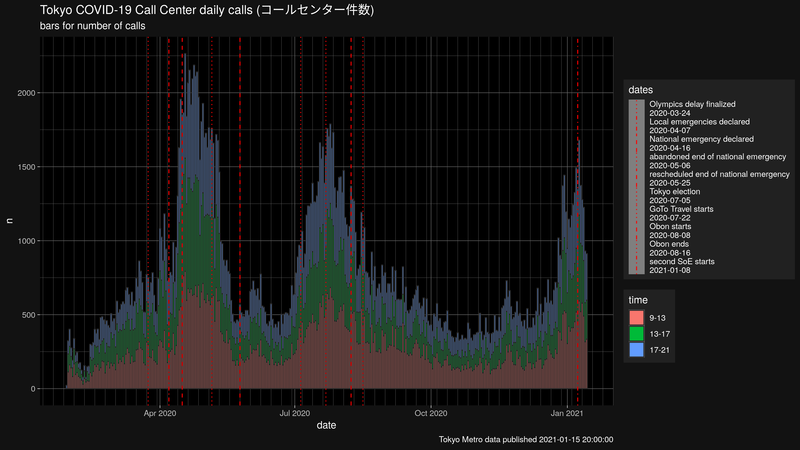 Tokyo COVID-19 Call Center daily calls (コールセンター件数)
bars for number of calls
n
2000
1500
1000
500
0
Apr 2020
Jul 2020
Oct 2020
Jan 2021
date
Tokyo Metro data published 2021-01-15 20:00:00
dates
Olympics delay finalized
2020-03-24
Local emergencies declared
2020-04-07
National emergency declared
2020-04-16
abandoned end of national emergency
2020-05-06
rescheduled end of national emergency
2020-05-25
Tokyo election
2020-07-05
GoTo Travel starts
2020-07-22
Obon starts
2020-08-08
Obon ends
2020-08-16
second SoE starts
2021-01-08
time
9-13
13-17
17-21